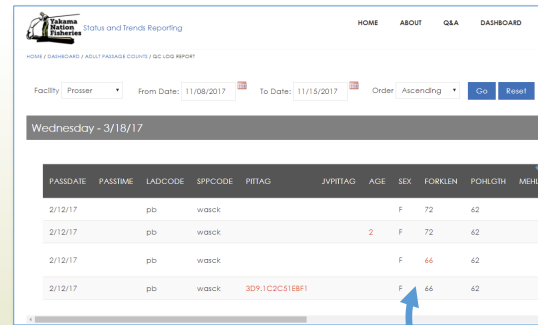 Yakama
Nation
Fisheries
Status and Trends Reporting
HOME ABOUT Q&A DASHBOARD
HOME / DASHBOARD / ADULT PASSAGE COUNTS / QC LOG REPORT
Facility Prosser From Date: 11/08/2017 To Date: 11/15/2017 Order Ascending Go Reset
Wednesday - 3/18/17
PASSDATE PASSTIME LADCODE SPPCODE PITTAG JVPITTAG AGE SEX FORKLEN POHLGTH MEHL
2/12/17 pb wasck F 72 62
2/12/17 pb wasck 2 F 72 62
2/12/17 pb wasck F 66 62
2/12/17 pb wasck 3D9.1C2C51EBF1 F 66 62